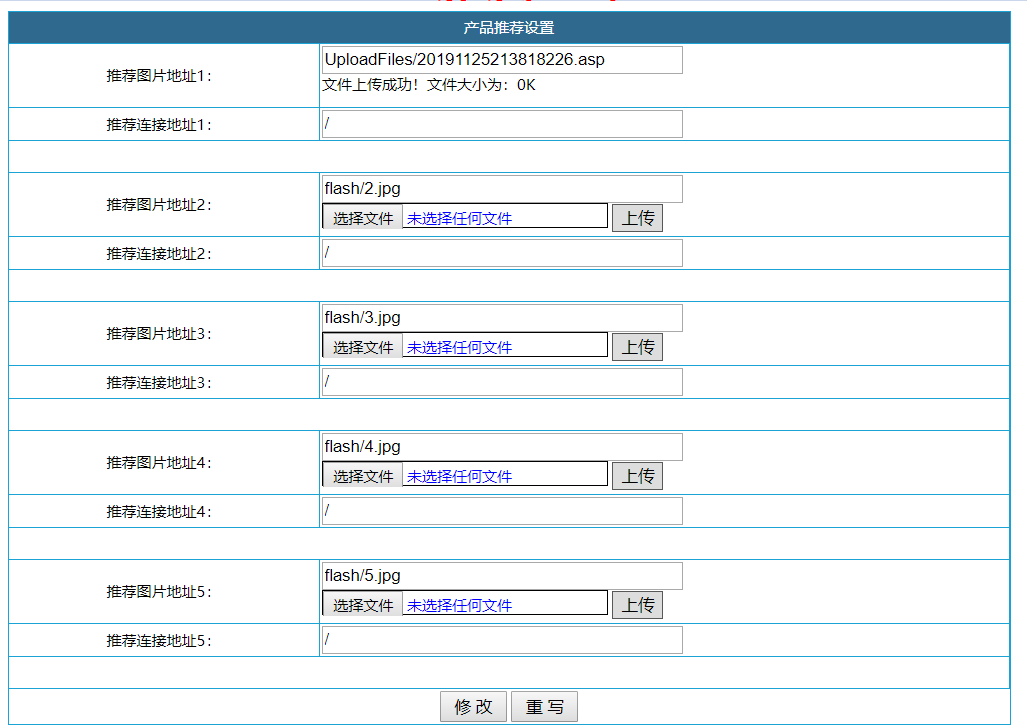 产品推荐设置
推荐图片地址1：
UploadFiles/20191125213818226.asp
文件上传成功！文件大小为：0K
推荐连接地址1：
/
推荐图片地址2：
flash/2.jpg
选择文件 未选择任何文件 上传
推荐连接地址2：
/
推荐图片地址3：
flash/3.jpg
选择文件 未选择任何文件 上传
推荐连接地址3：
/
推荐图片地址4：
flash/4.jpg
选择文件 未选择任何文件 上传
推荐连接地址4：
/
推荐图片地址5：
flash/5.jpg
选择文件 未选择任何文件 上传
推荐连接地址5：
/
修 改 重 写